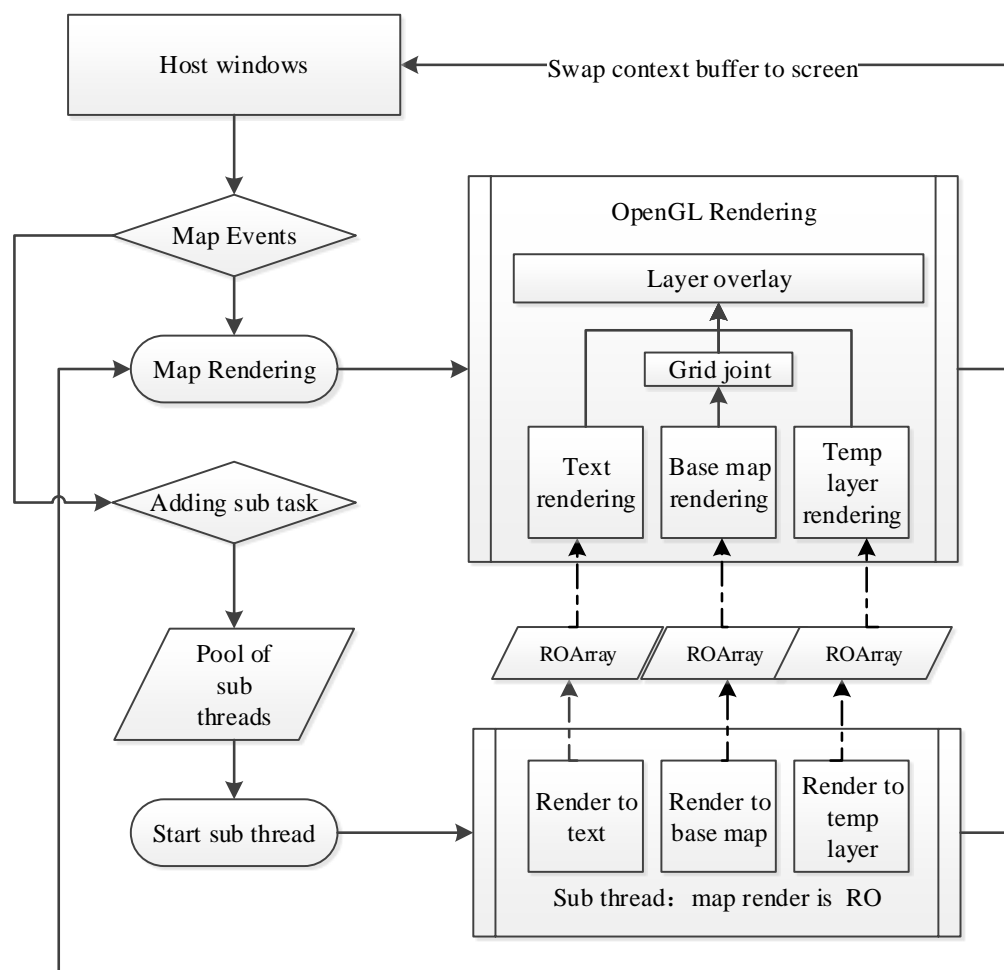 Host windows
Swap context buffer to screen
Map Events
OpenGL Rendering
Layer overlay
Map Rendering
Grid joint
Text
rendering
Base map
rendering
Temp
layer
rendering
Adding sub task
Pool of
sub
threads
ROArray
ROArray
ROArray
Start sub thread
Render to
text
Render to
base map
Render to
temp
layer
Sub thread：map render is RO